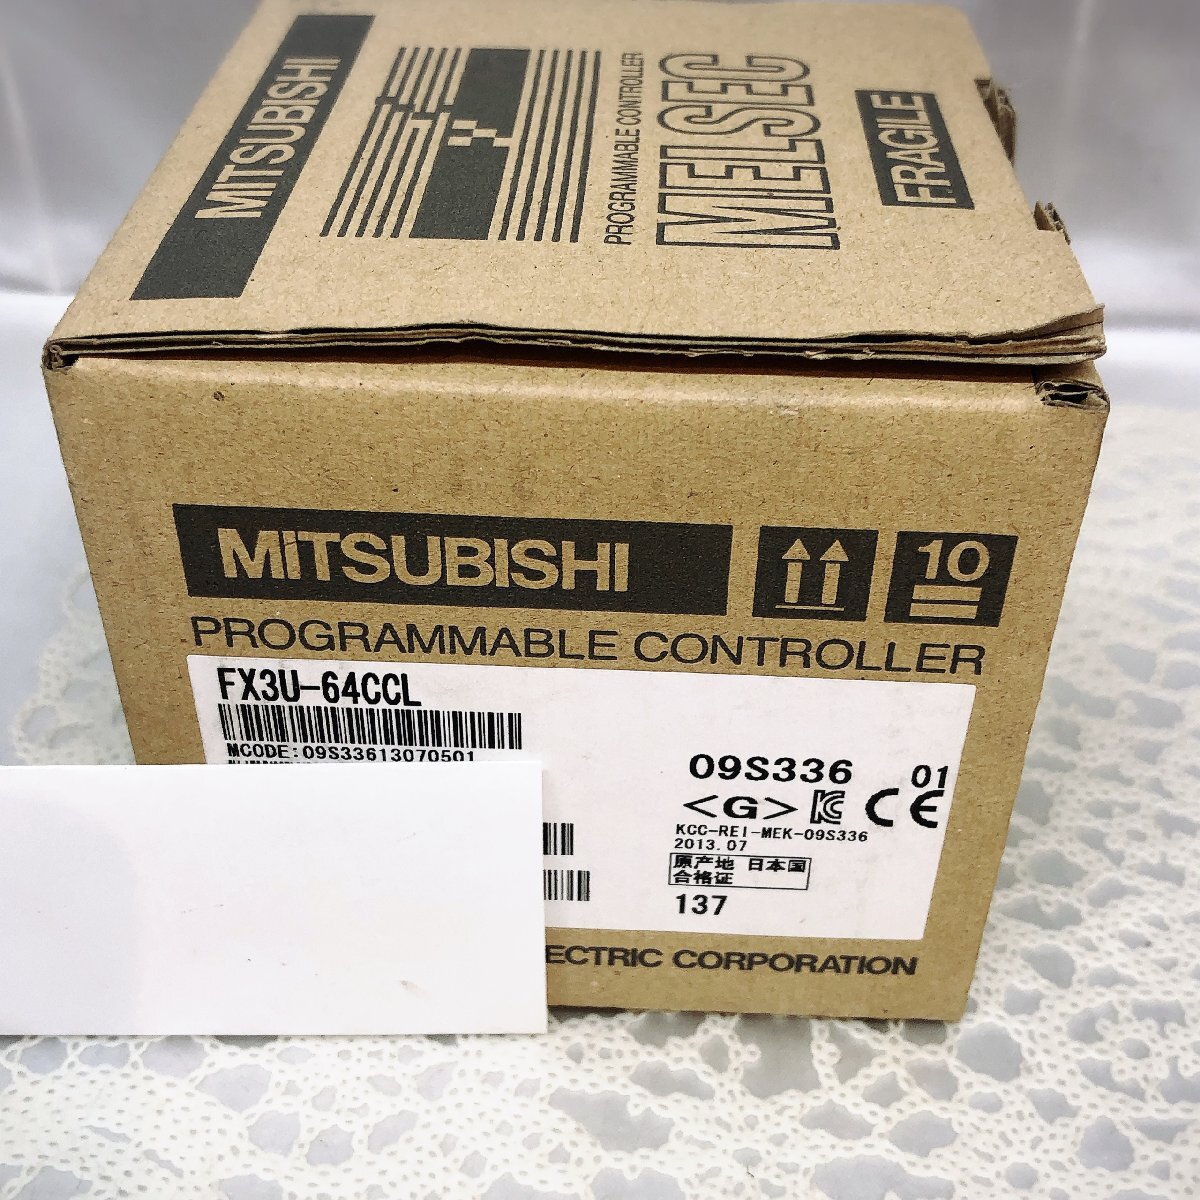 MITSUBISHI
PROGRAMMABLE CONTROLLER
MELSEC
FRAGILE
MITSUBISHI
10
PROGRAMMABLE CONTROLLER
FX3U-64CCL
MCODE:09S33613070501
09S336 01
<G> CE
KCC-REI-MEK-09S336
2013.07
原产地 日本国
合格证
137
CORPORATION